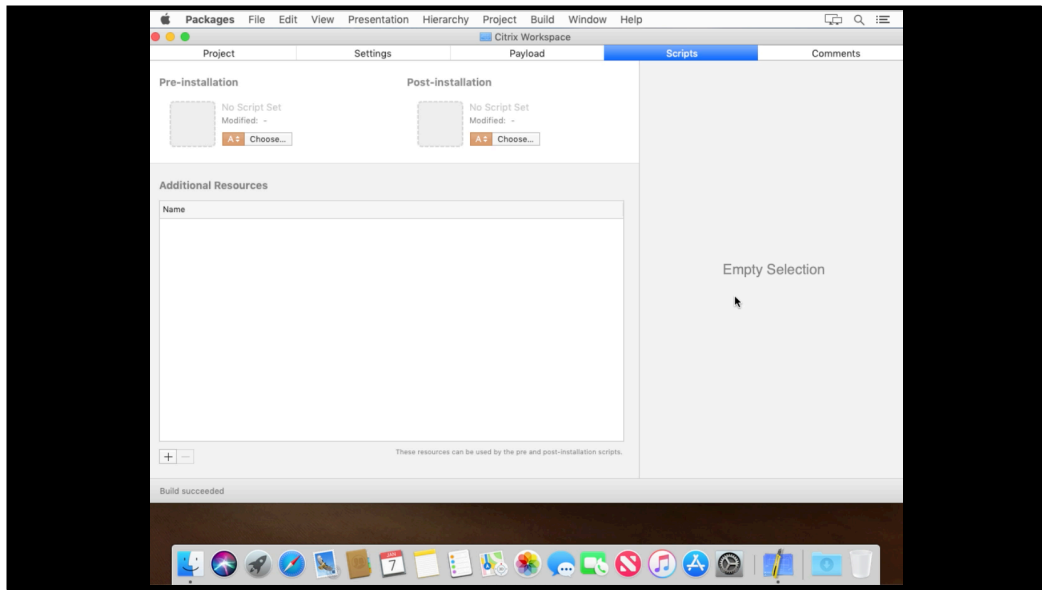 Packages File Edit View Presentation Hierarchy Project Build Window Help
Citrix Workspace
Project Settings Payload Scripts Comments
Pre-installation Post-installation
No Script Set No Script Set
Modified: - Modified: -
A Choose... A Choose...
Additional Resources
Name
Empty Selection
These resources can be used by the pre and post-installation scripts.
Build succeeded
JAN
7